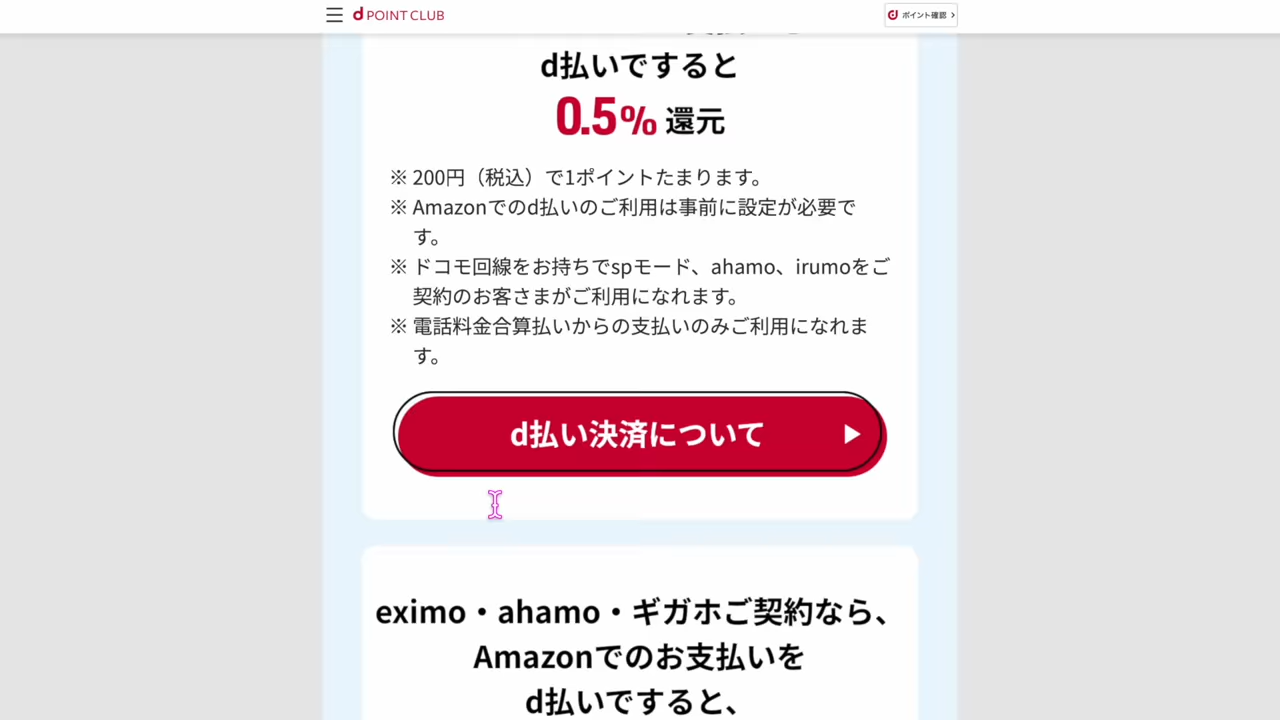 d POINT CLUB
ポイント確認
d払いですると
0.5% 還元
※ 200円（税込）で1ポイントたまります。
※ Amazonでのd払いのご利用は事前に設定が必要で
す。
※ ドコモ回線をお持ちでspモード、ahamo、irumoをご
契約のお客さまがご利用になれます。
※ 電話料金合算払いからの支払いのみご利用になれま
す。
d払い決済について
eximo・ahamo・ギガホご契約なら、
Amazonでのお支払いを
d払いですると、